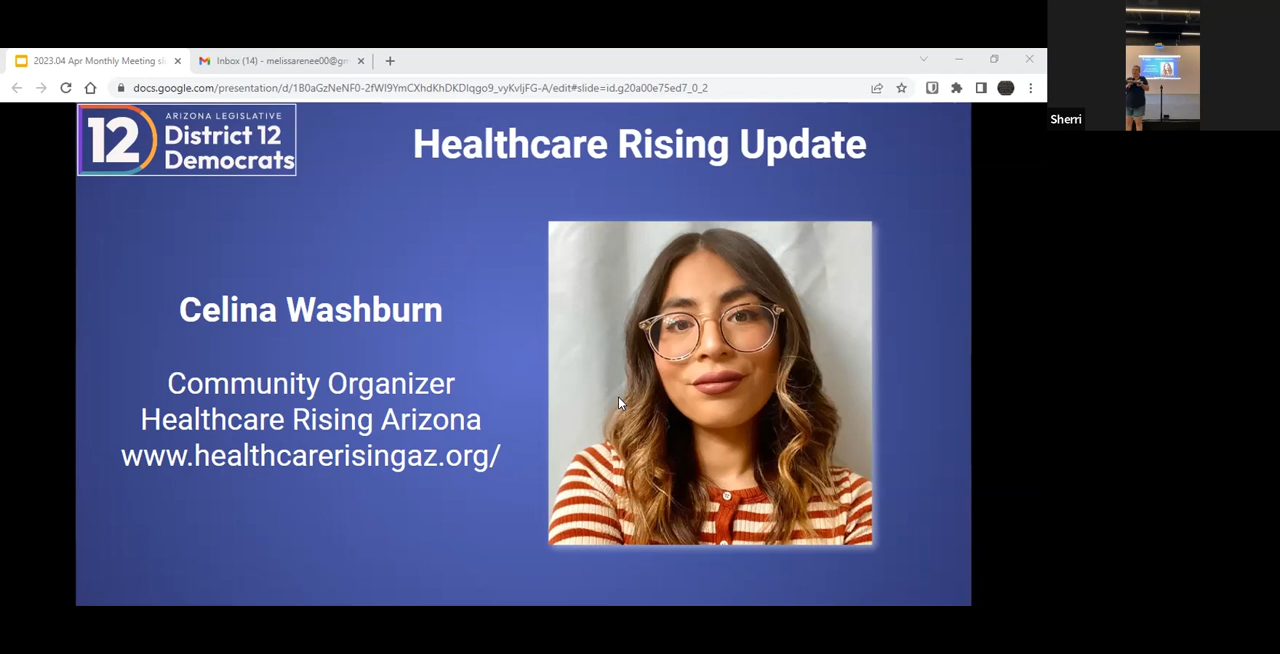 2023.04 Apr Monthly Meeting sl
Inbox (14) - melissarenee00@gm
docs.google.com/presentation/d/1B0aGzNeNF0-2fWI9YmCXhdKhDKDIqgo9_vyKvIjFG-A/edit#slide=id.g20a00e75ed7_0_2
Sherri
12
ARIZONA LEGISLATIVE
District 12
Democrats
Healthcare Rising Update
Celina Washburn
Community Organizer
Healthcare Rising Arizona
www.healthcarerisingaz.org/